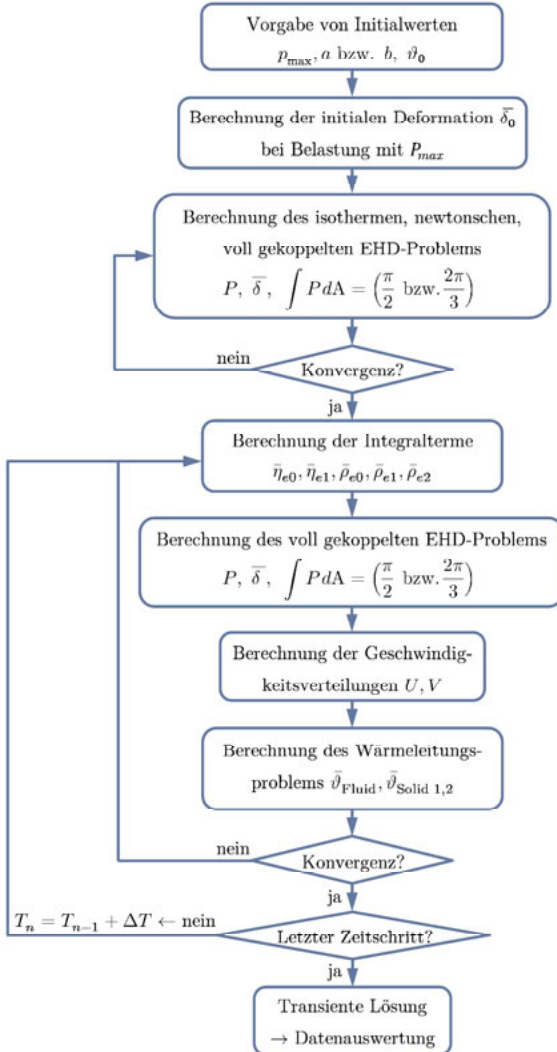 Vorgabe von Initialwerten
p_max, a bzw. b, ϑ_0
Berechnung der initialen Deformation δ̄_0
bei Belastung mit P_max
Berechnung des isothermen, newtonschen,
voll gekoppelten EHD-Problems
P, δ̄, ∫ P dA = (π/2 bzw. 2π/3)
nein
Konvergenz?
ja
Berechnung der Integralterme
η̄_e0, η̄_e1, ρ̄_e0, ρ̄_e1, ρ̄_e2
Berechnung des voll gekoppelten EHD-Problems
P, δ̄, ∫ P dA = (π/2 bzw. 2π/3)
Berechnung der Geschwindig-
keitsverteilungen U, V
Berechnung des Wärmeleitungs-
problems ϑ̄_Fluid, ϑ̄_Solid 1,2
nein
Konvergenz?
ja
T_n = T_n−1 + ΔT ← nein
Letzter Zeitschritt?
ja
Transiente Lösung
→ Datenauswertung